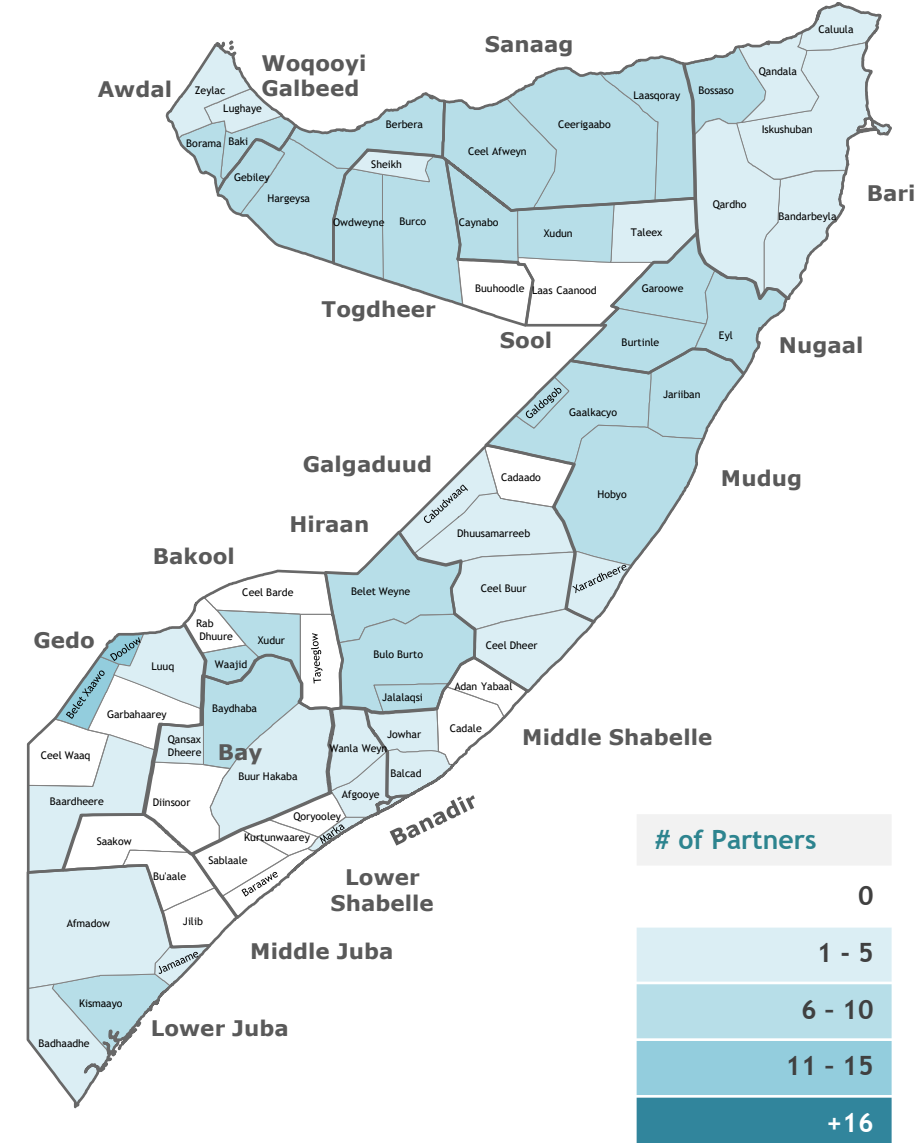 Sanaag
Caluula
Woqooyi
Galbeed
Awdal
Qandala
Zeylac
Bossaso
Laasqoray
Lughaye
Ceerigaabo
Berbera
Iskushuban
Borama
Baki
Ceel Afweyn
Sheikh
Gebiley
Bari
Hargeysa
Qardho
Bandarbeyla
Owdweyne
Burco
Caynabo
Xudun
Taleex
Buuhoodle
Laas Caanood
Garoowe
Togdheer
Sool
Eyl
Burtinle
Nugaal
Galdogob
Gaalkacyo
Jariiban
Galgaduud
Cadaado
Mudug
Hobyo
Cabudwaaq
Hiraan
Dhuusamarreeb
Bakool
Xarardheere
Ceel Barde
Belet Weyne
Ceel Buur
Rab
Dhuure
Gedo
Xudur
Doolow
Ceel Dheer
Tayeeglow
Bulo Burto
Luuq
Waajid
Adan Yabaal
Belet Xaawo
Jalalaqsi
Garbahaarey
Baydhaba
Cadale
Jowhar
Middle Shabelle
Qansax
Dheere
Bay
Wanla Weyn
Ceel Waaq
Balcad
Buur Hakaba
Afgooye
Baardheere
Diinsoor
Qoryooley
Banadir
Marka
Kurtunwaarey
Saakow
Sablaale
Bu'aale
Baraawe
Lower
Shabelle
Afmadow
Jilib
Middle Juba
Jamaame
Kismaayo
Lower Juba
Badhaadhe
# of Partners
0
1 - 5
6 - 10
11 - 15
+16